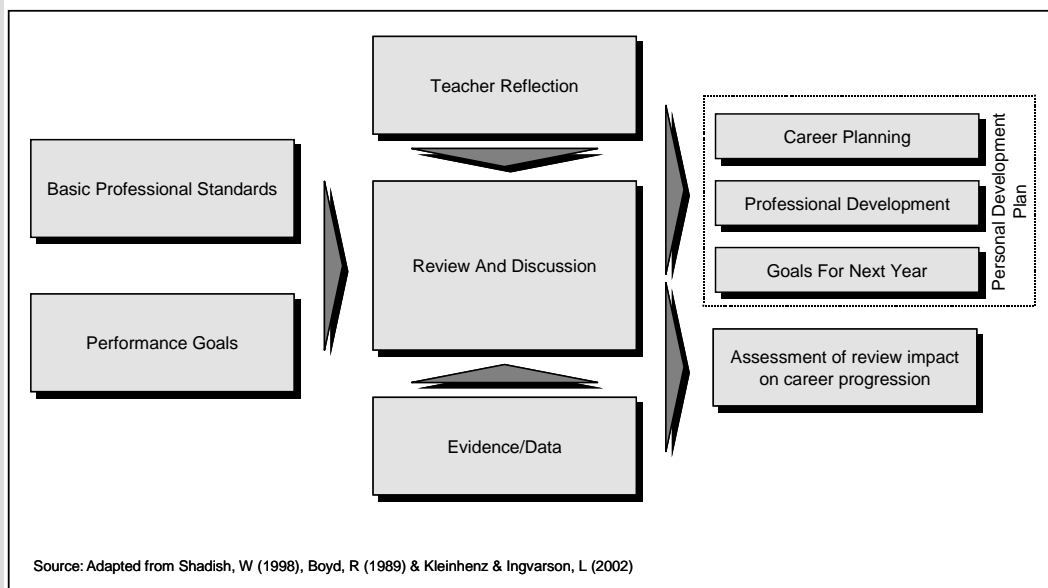 Teacher Reflection
Basic Professional Standards
Performance Goals
Review And Discussion
Evidence/Data
Career Planning
Professional Development
Goals For Next Year
Personal Development
Plan
Assessment of review impact
on career progression
Source: Adapted from Shadish, W (1998), Boyd, R (1989) & Kleinhenz & Ingvarson, L (2002)